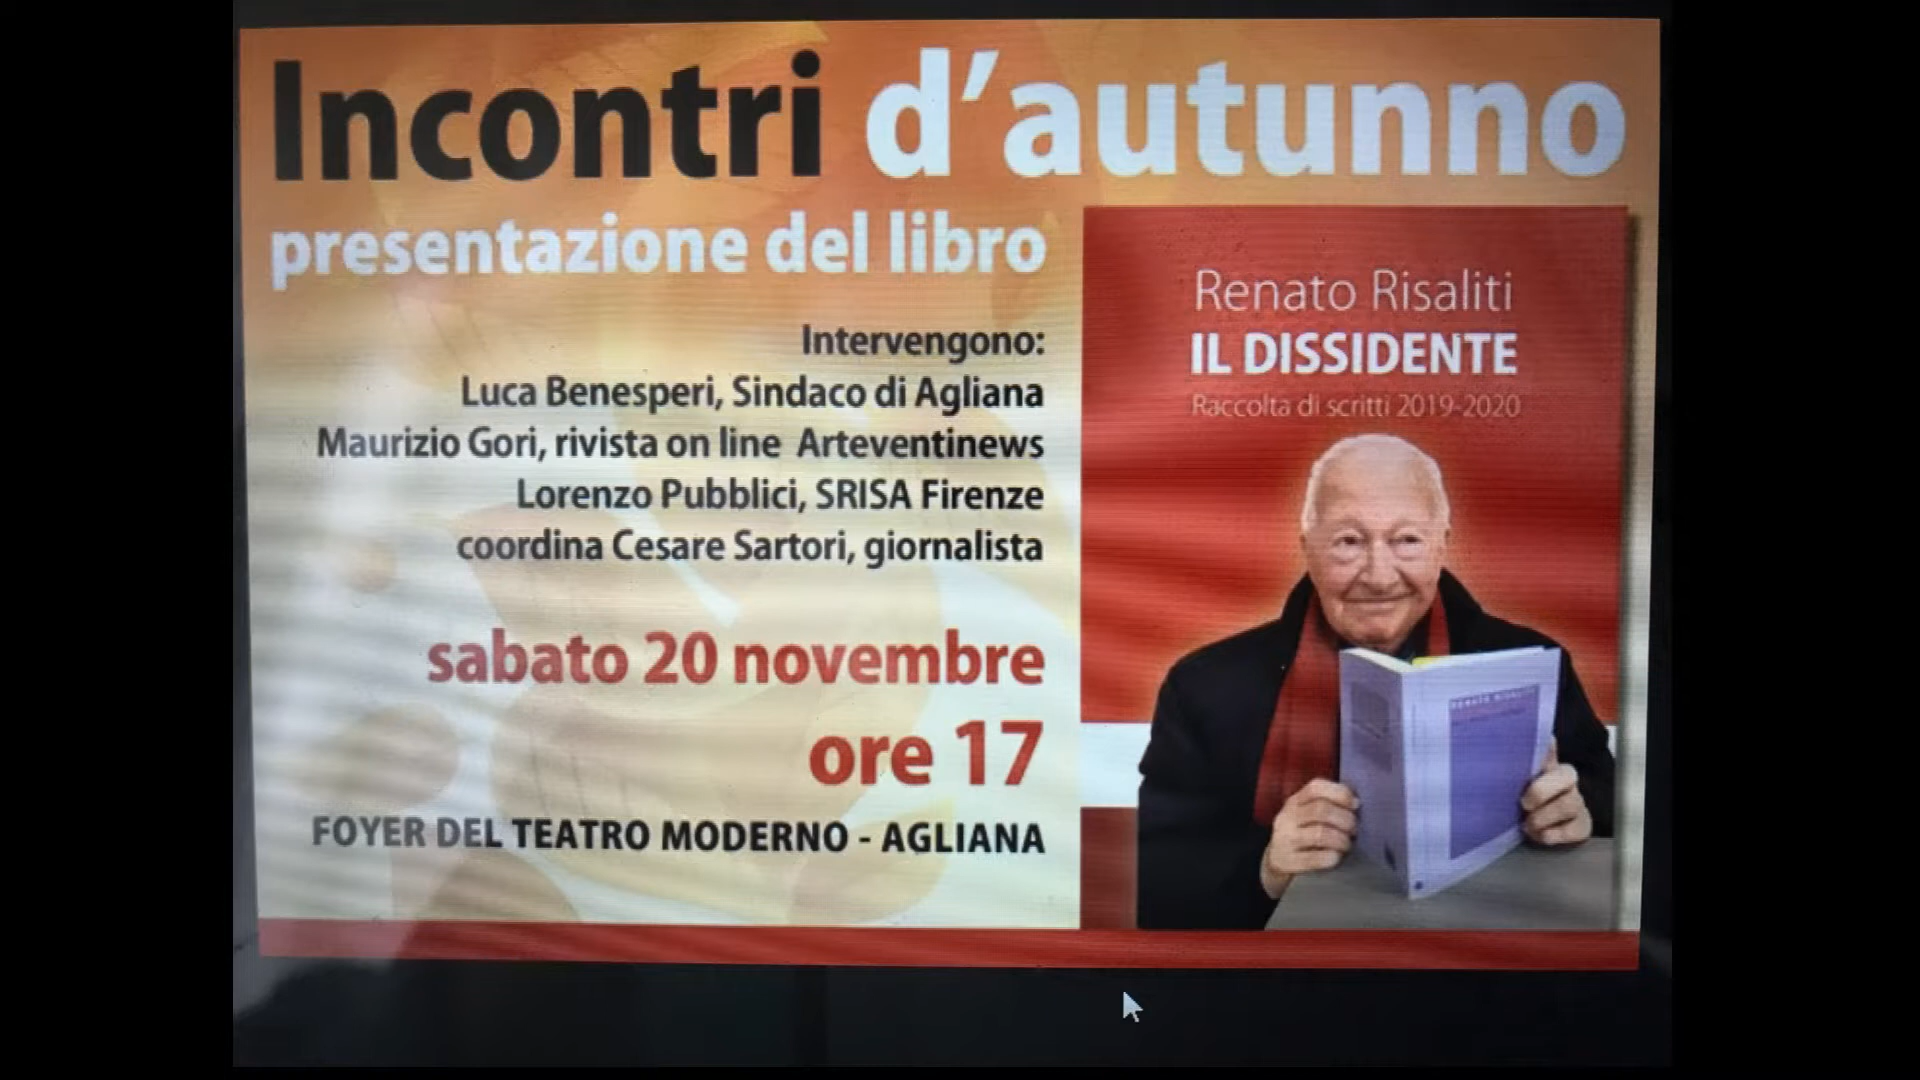 Incontri d'autunno
presentazione del libro
Intervengono:
Luca Benesperi, Sindaco di Agliana
Maurizio Gori, rivista on line Arteventinews
Lorenzo Pubblici, SRISA Firenze
coordina Cesare Sartori, giornalista
sabato 20 novembre
ore 17
FOYER DEL TEATRO MODERNO - AGLIANA
Renato Risaliti
IL DISSIDENTE
Raccolta di scritti 2019-2020
RENATO RISALITI